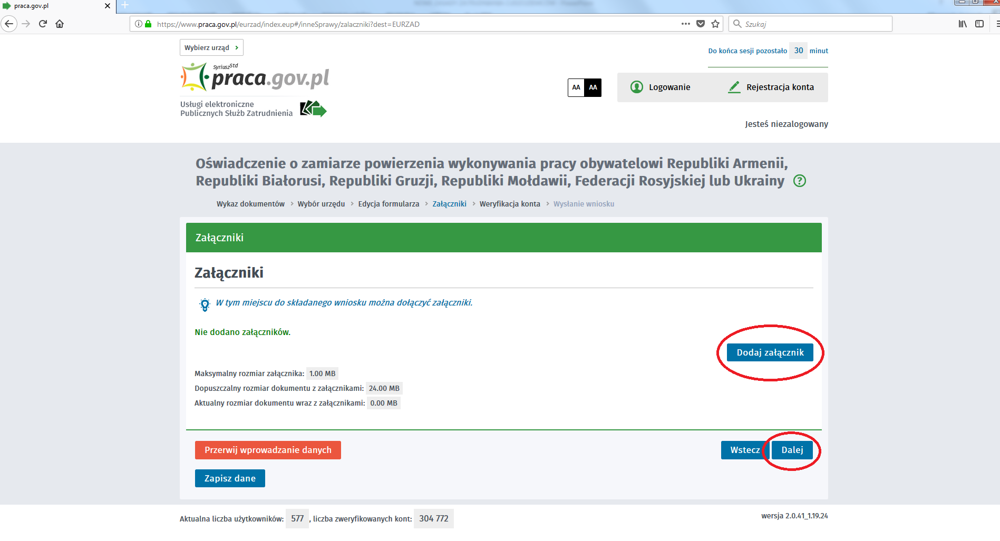 praca.gov.pl
https://www.praca.gov.pl/eurzad/index.eup#/inneSprawy/zalaczniki?dest=EURZAD
Szukaj
Wybierz urząd
Do końca sesji pozostało 30 minut
SyriuszStd
praca.gov.pl
Usługi elektroniczne
Publicznych Służb Zatrudnienia
AA AA
Logowanie Rejestracja konta
Jesteś niezalogowany
Oświadczenie o zamiarze powierzenia wykonywania pracy obywatelowi Republiki Armenii,
Republiki Białorusi, Republiki Gruzji, Republiki Mołdawii, Federacji Rosyjskiej lub Ukrainy ?
Wykaz dokumentów > Wybór urzędu > Edycja formularza > Załączniki > Weryfikacja konta > Wysłanie wniosku
Załączniki
Załączniki
W tym miejscu do składanego wniosku można dołączyć załączniki.
Nie dodano załączników.
Dodaj załącznik
Maksymalny rozmiar załącznika: 1.00 MB
Dopuszczalny rozmiar dokumentu z załącznikami: 24.00 MB
Aktualny rozmiar dokumentu wraz z załącznikami: 0.00 MB
Przerwij wprowadzanie danych Wstecz Dalej
Zapisz dane
Aktualna liczba użytkowników: 577 , liczba zweryfikowanych kont: 304 772
wersja 2.0.41_1.19.24